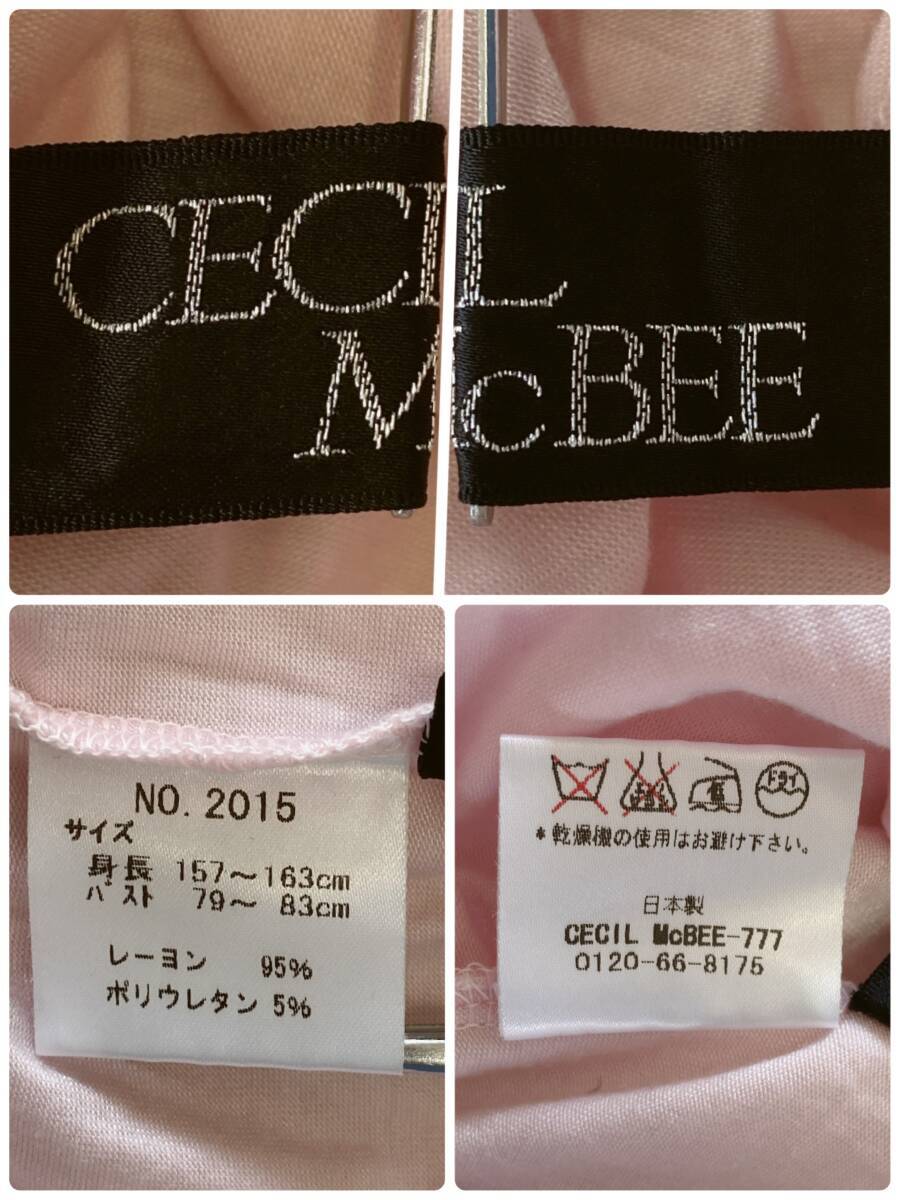 CECIL
McBEE
NO. 2015
サイズ
身長 157～163cm
バスト 79～ 83cm
レーヨン 95%
ポリウレタン 5%
低 ドライ
*乾燥機の使用はお避け下さい。
日本製
CECIL McBEE-777
0120-66-8175